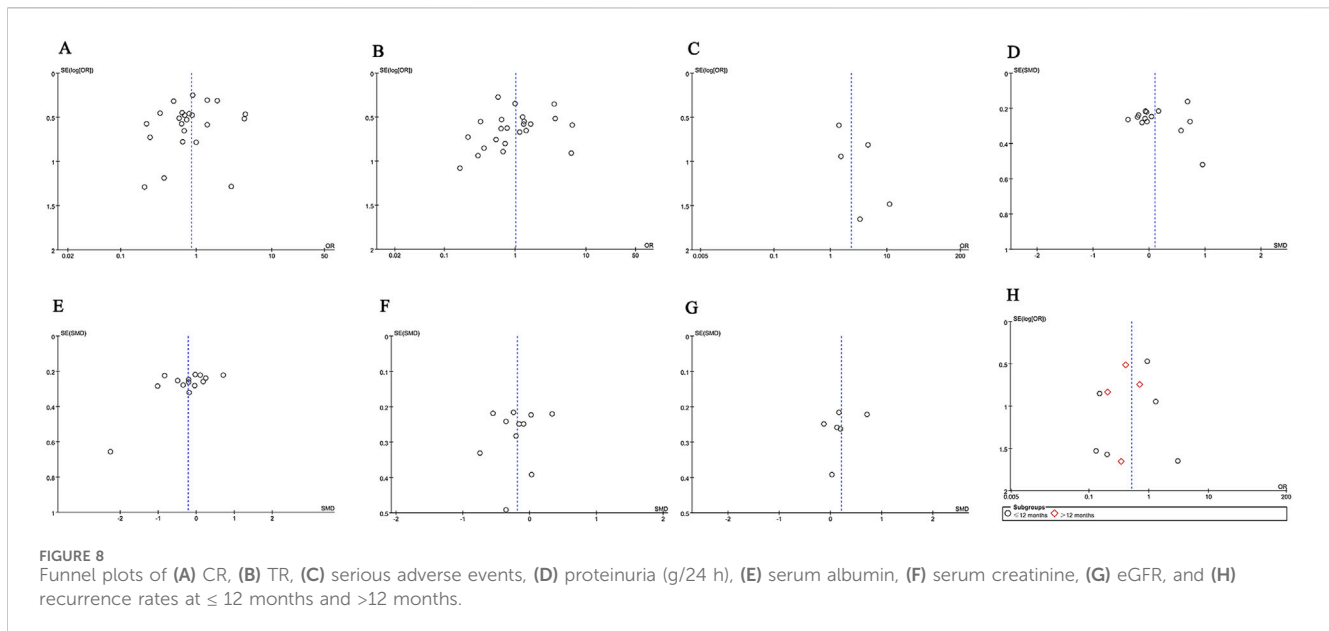 A
SE(log[OR])
0
0.5
1
1.5
2
0.02 0.1 1 10 50
OR
B
SE(log[OR])
0
0.5
1
1.5
2
0.02 0.1 1 10 50
OR
C
SE(log[OR])
0
0.5
1
1.5
2
0.005 0.1 1 10 200
OR
D
SE(SMD)
0
0.2
0.4
0.6
0.8
1
-2 -1 0 1 2
SMD
E
SE(SMD)
0
0.2
0.4
0.6
0.8
1
-2 -1 0 1 2
SMD
F
SE(SMD)
0
0.1
0.2
0.3
0.4
0.5
-2 -1 0 1 2
SMD
G
SE(SMD)
0
0.1
0.2
0.3
0.4
0.5
-2 -1 0 1 2
SMD
H
SE(log[OR])
0
0.5
1
1.5
2
0.005 0.1 1 10 200
OR
Subgroups
≤12 months >12 months
FIGURE 8
Funnel plots of (A) CR, (B) TR, (C) serious adverse events, (D) proteinuria (g/24 h), (E) serum albumin, (F) serum creatinine, (G) eGFR, and (H)
recurrence rates at ≤ 12 months and >12 months.